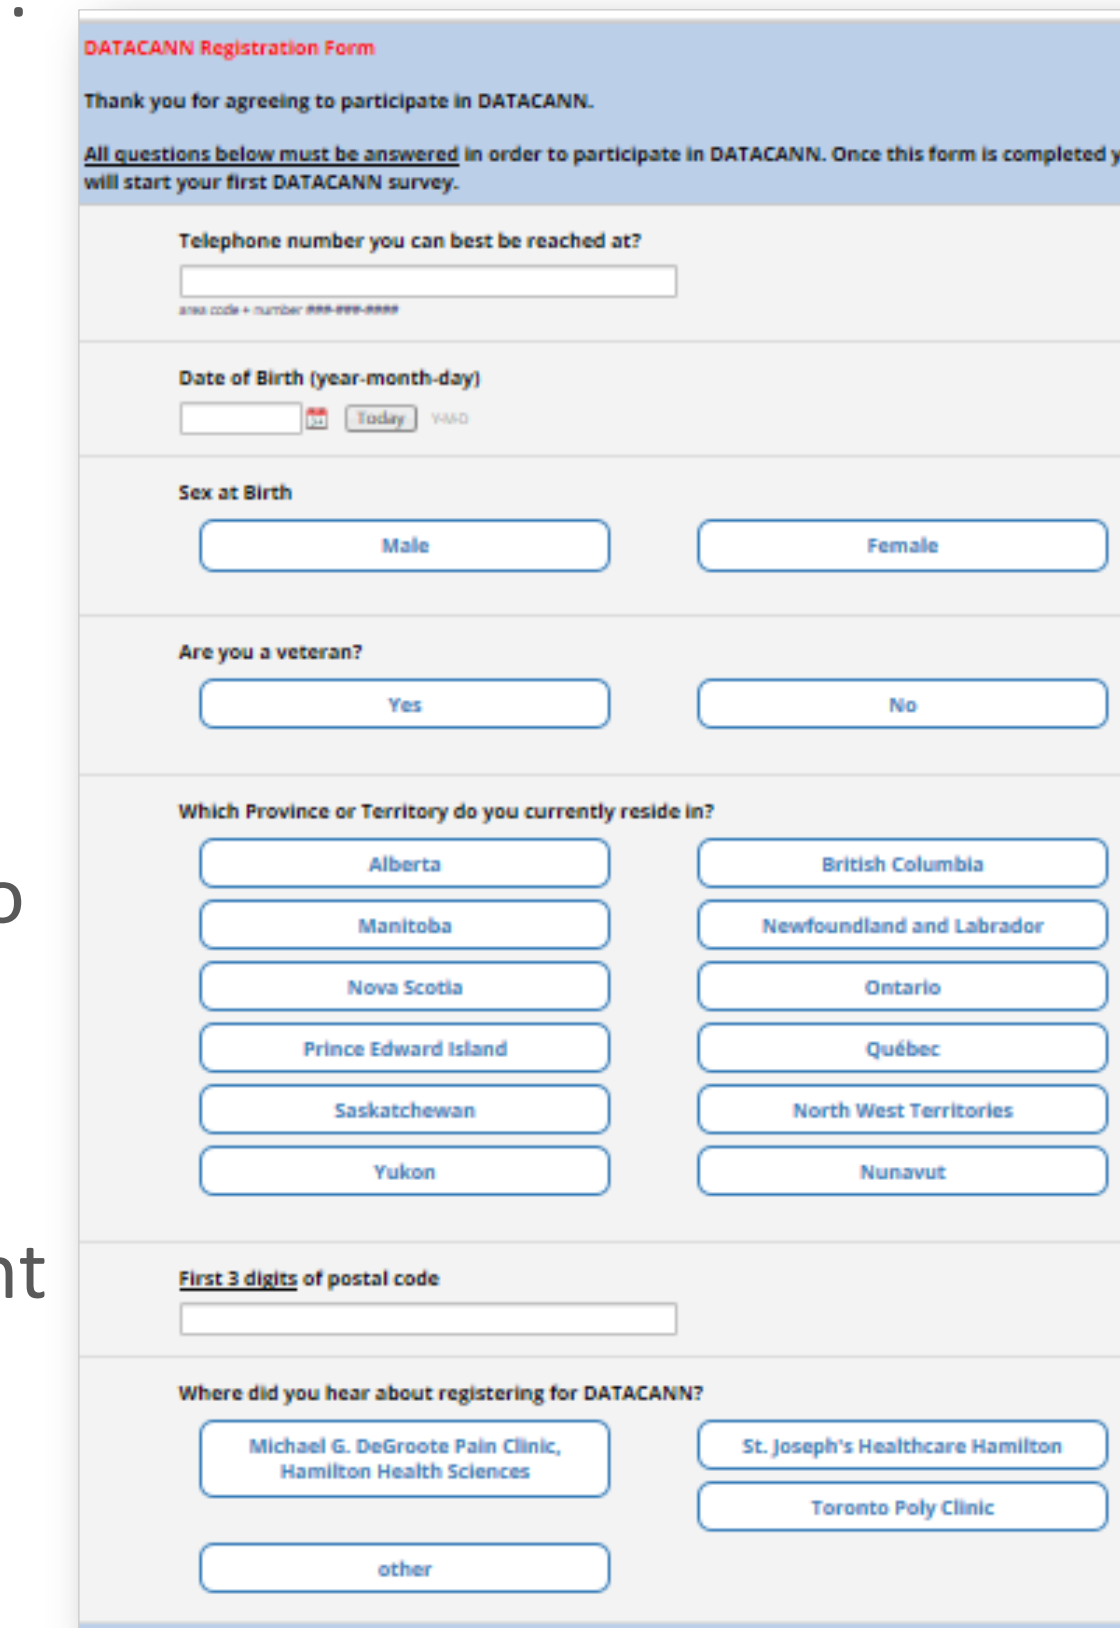 DATACANN Registration Form
Thank you for agreeing to participate in DATACANN.
All questions below must be answered in order to participate in DATACANN. Once this form is completed y
will start your first DATACANN survey.
Telephone number you can best be reached at?
area code + number ###-###-####
Date of Birth (year-month-day)
Today Y-M-D
Sex at Birth
Male Female
Are you a veteran?
Yes No
Which Province or Territory do you currently reside in?
Alberta British Columbia
Manitoba Newfoundland and Labrador
o
Nova Scotia Ontario
Prince Edward Island Québec
Saskatchewan North West Territories
Yukon Nunavut
nt
First 3 digits of postal code
Where did you hear about registering for DATACANN?
Michael G. DeGroote Pain Clinic, St. Joseph's Healthcare Hamilton
Hamilton Health Sciences
Toronto Poly Clinic
other